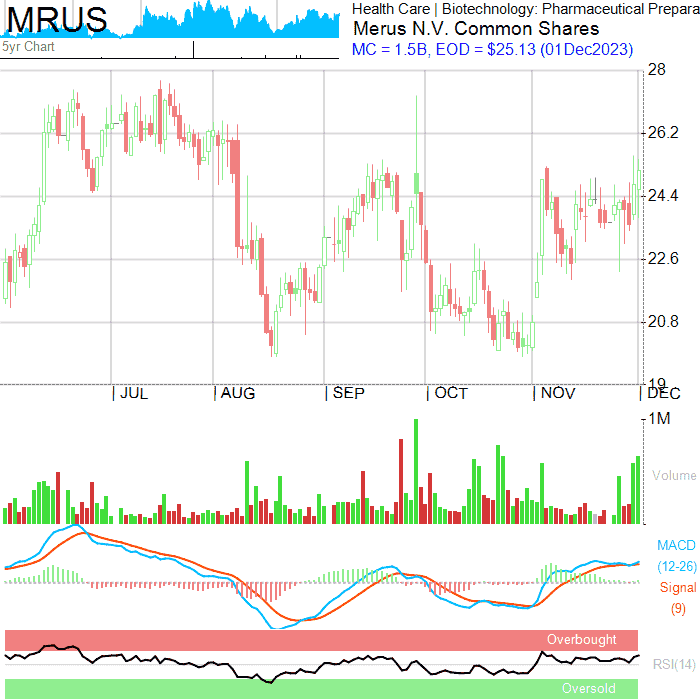 MRUS
Health Care | Biotechnology: Pharmaceutical Prepara
Merus N.V. Common Shares
MC = 1.5B, EOD = $25.13 (01Dec2023)
5yr Chart
28
26.2
24.4
22.6
20.8
19
JUL
AUG
SEP
OCT
NOV
DEC
1M
Volume
MACD
(12-26)
Signal
(9)
Overbought
RSI(14)
Oversold